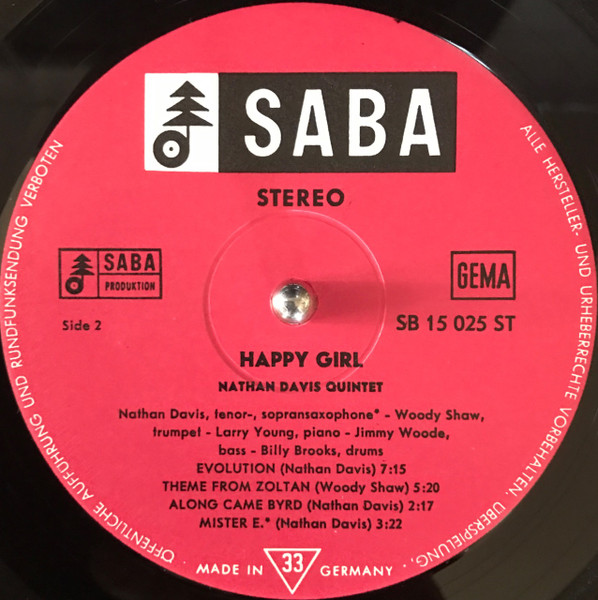 SABA
STEREO
SABA
PRODUKTION
GEMA
Side 2
SB 15 025 ST
HAPPY GIRL
NATHAN DAVIS QUINTET
Nathan Davis, tenor-, sopransaxophone* - Woody Shaw,
trumpet - Larry Young, piano - Jimmy Woode,
bass - Billy Brooks, drums
EVOLUTION (Nathan Davis) 7:15
THEME FROM ZOLTAN (Woody Shaw) 5:20
ALONG CAME BYRD (Nathan Davis) 2:17
MISTER E.* (Nathan Davis) 3:22
MADE IN 33 GERMANY
ALLE HERSTELLER- UND URHEBERRECHTE VORBEHALTEN. ÜBERSPIELUNG,
ÖFFENTLICHE AUFFÜHRUNG UND RUNDFUNKSENDUNG VERBOTEN